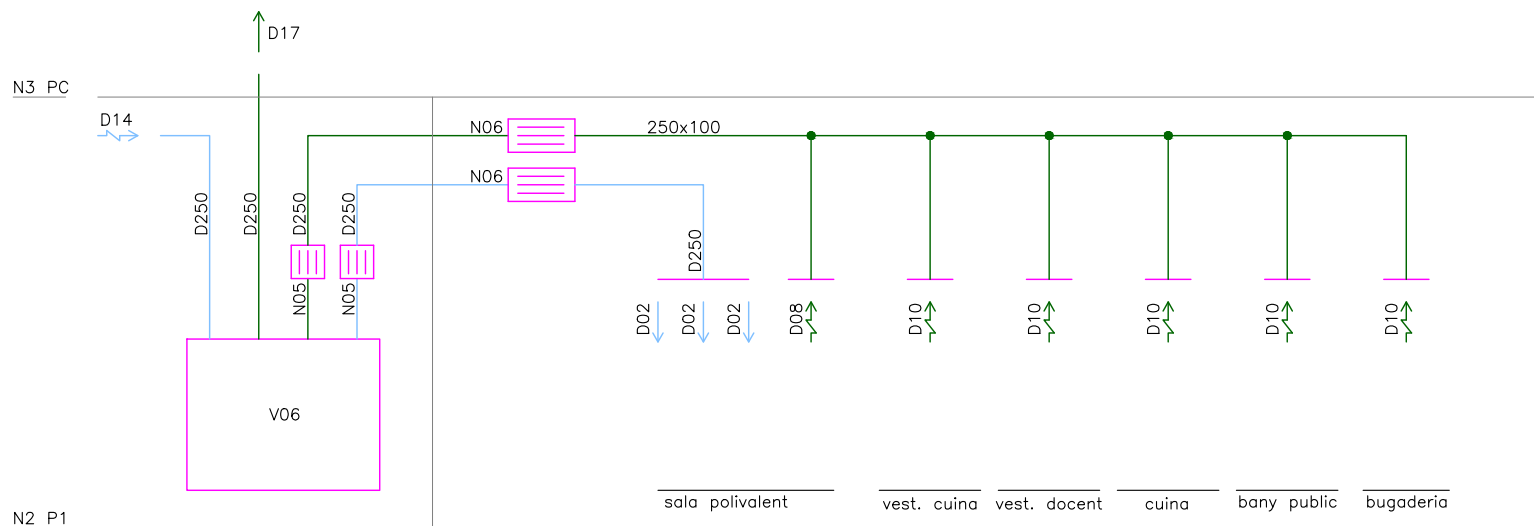 D17
N3 PC
D14
N06
250x100
N06
D250
D250
D250
D250
D250
N05
N05
D02
D02
D02
D08
D10
D10
D10
D10
D10
V06
sala polivalent
vest. cuina
vest. docent
cuina
bany public
bugaderia
N2 P1